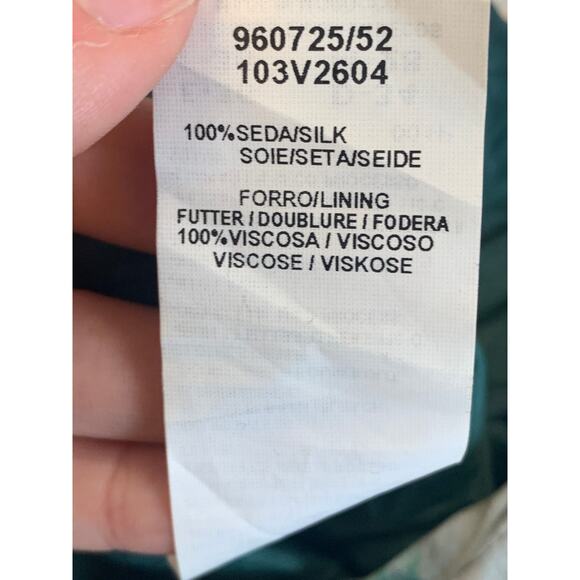 960725/52
103V2604
100%SEDA/SILK
SOIE/SETA/SEIDE
FORRO/LINING
FUTTER / DOUBLURE / FODERA
100%VISCOSA / VISCOSO
VISCOSE / VISKOSE